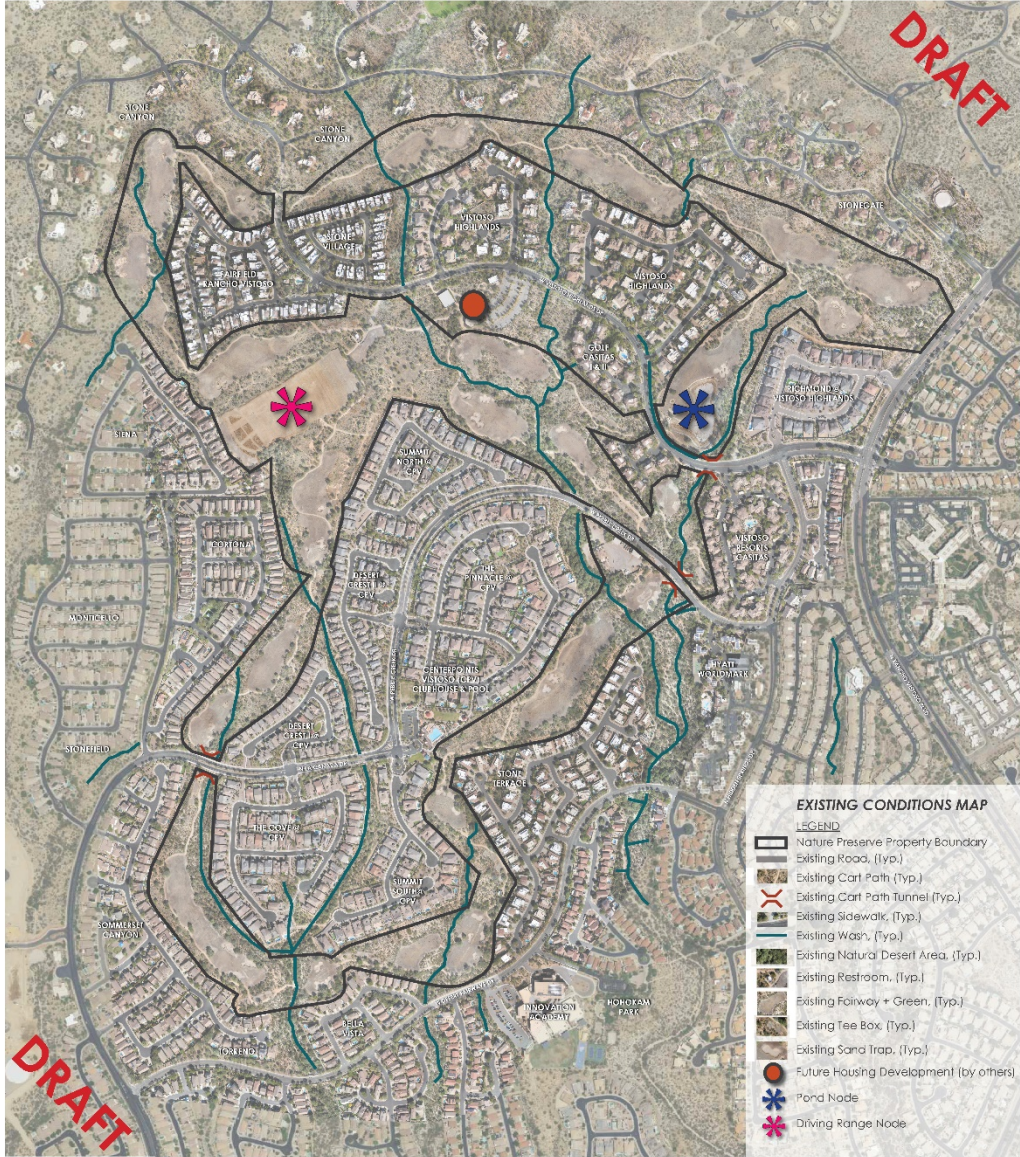 DRAFT
STONE
CANYON
STONE
CANYON
STONEGATE
VISTOSO
HIGHLANDS
STONE
VILLAGE
FAIRFIELD
RANCHO VISTOSO
VISTOSO
HIGHLANDS
GOLF
CASITAS
I & II
RICHMOND @
VISTOSO HIGHLANDS
SIENA
SUMMIT
NORTH @
CPV
CORTONA
VISTOSO
RESORTS
CASITAS
THE
PINNACLE @
CPV
DESERT
CREST II @
CPV
MONTICELLO
CENTERPOINTE
VISTOSO (CPV)
CLUBHOUSE & POOL
HYATT
WORLDMARK
DESERT
CREST I @
CPV
STONEFIELD
STONE
TERRACE
THE COVE @
CPV
SUMMIT
SOUTH @
CPV
SOMMERSET
CANYON
INNOVATION
ACADEMY
HOHOKAM
PARK
BELLA
VISTA
TORRENO
DRAFT
EXISTING CONDITIONS MAP
LEGEND
Nature Preserve Property Boundary
Existing Road, (Typ.)
Existing Cart Path (Typ.)
Existing Cart Path Tunnel (Typ.)
Existing Sidewalk, (Typ.)
Existing Wash, (Typ.)
Existing Natural Desert Area, (Typ.)
Existing Restroom, (Typ.)
Existing Fairway + Green, (Typ.)
Existing Tee Box, (Typ.)
Existing Sand Trap, (Typ.)
Future Housing Development (by others)
Pond Node
Driving Range Node